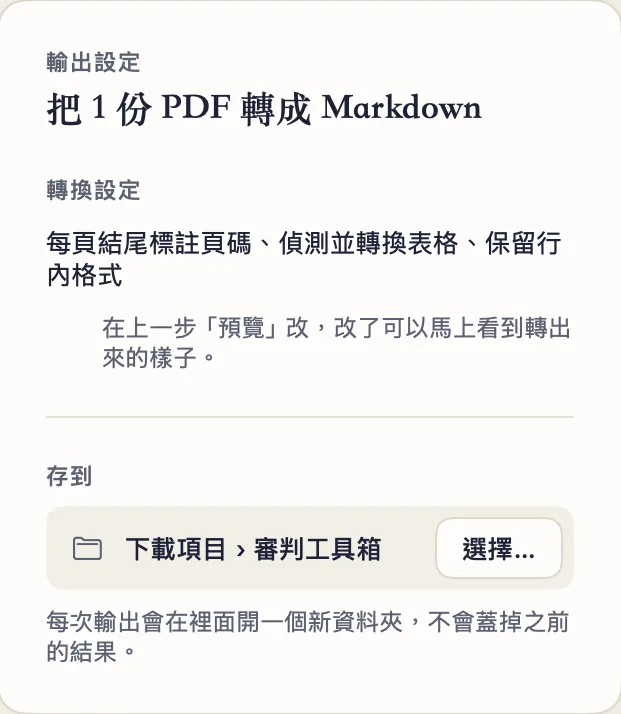 輸出設定
把 1 份 PDF 轉成 Markdown
轉換設定
每頁結尾標註頁碼、偵測並轉換表格、保留行
內格式
在上一步「預覽」改，改了可以馬上看到轉出
來的樣子。
存到
下載項目 › 審判工具箱
選擇...
每次輸出會在裡面開一個新資料夾，不會蓋掉之前
的結果。